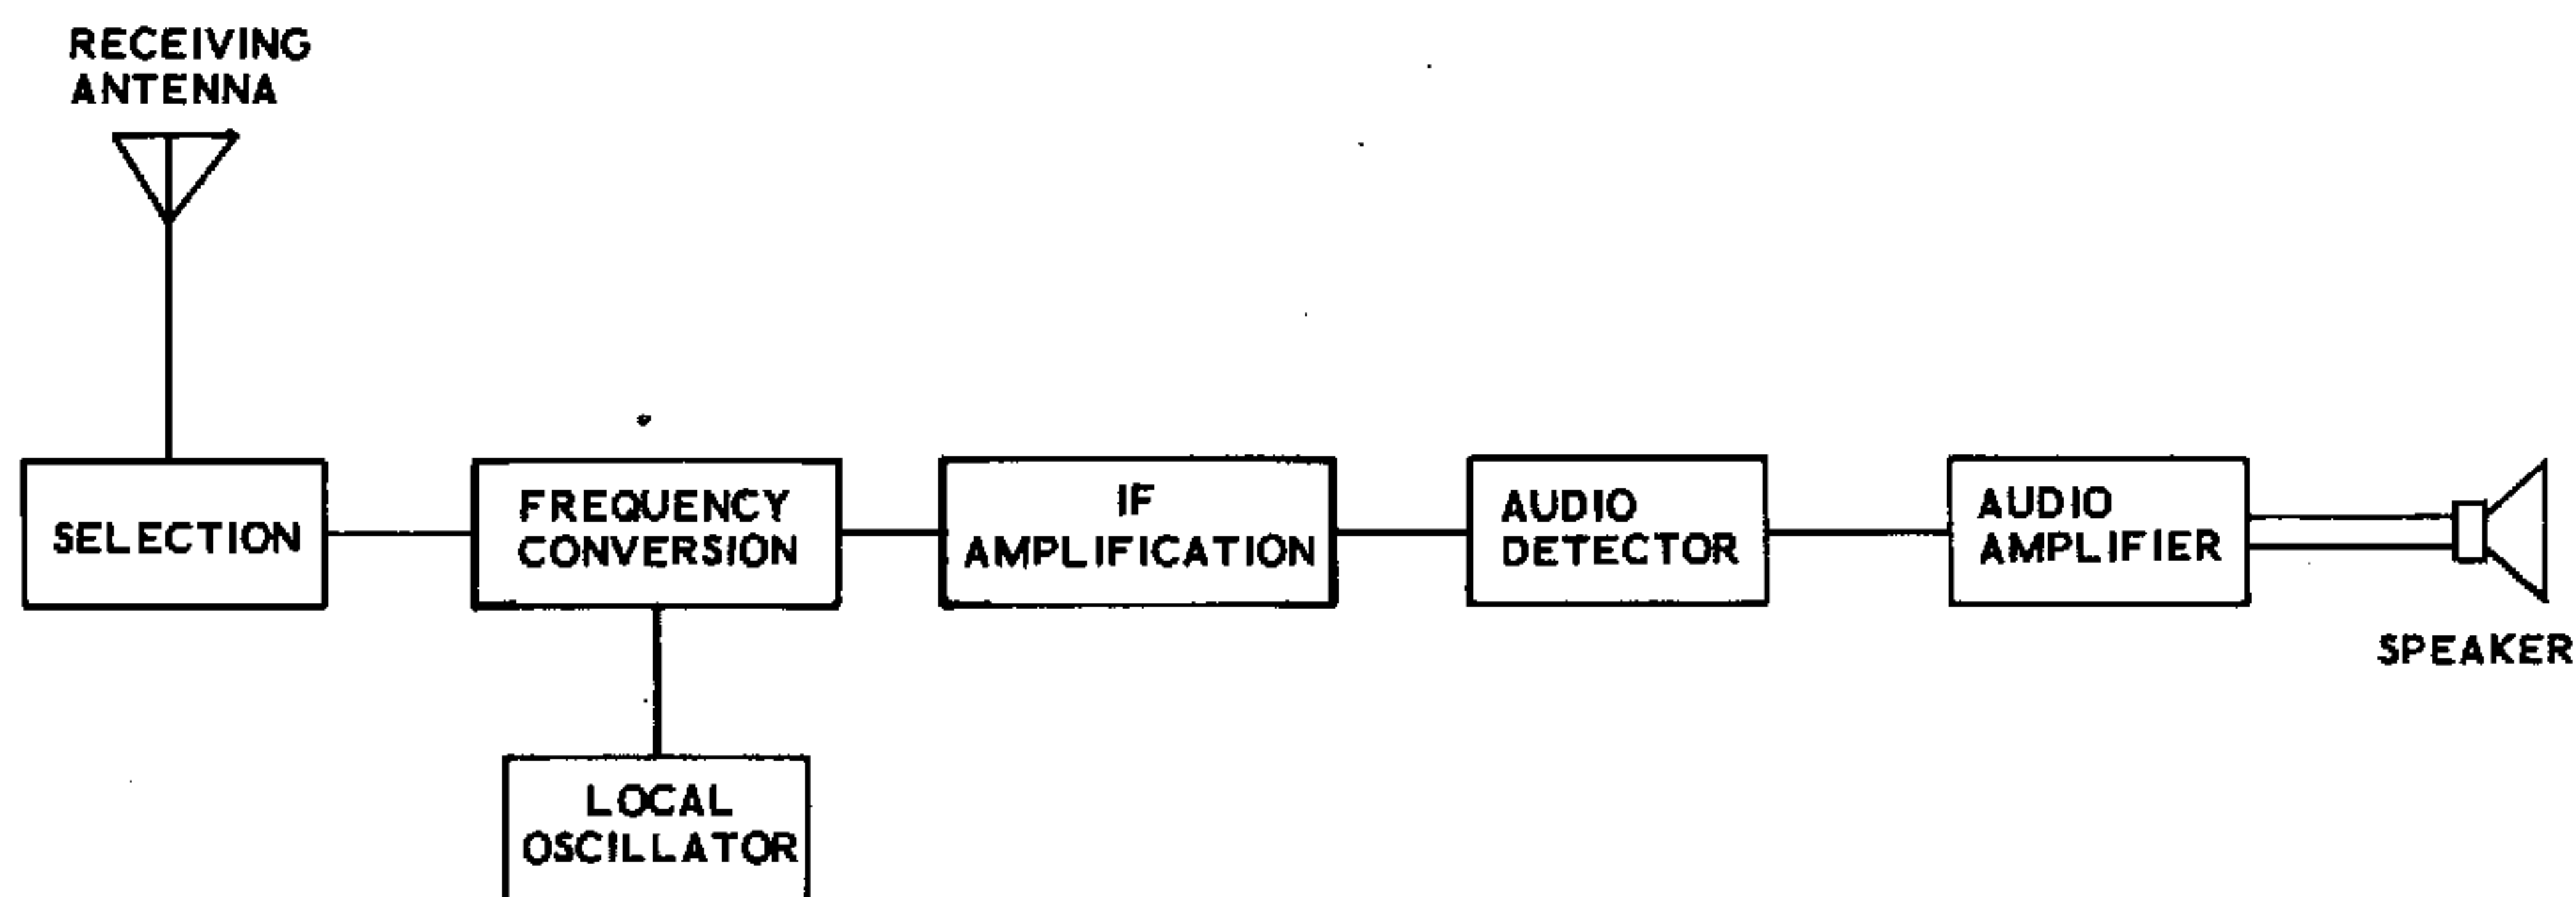 RECEIVING
ANTENNA
SELECTION
FREQUENCY
CONVERSION
IF
AMPLIFICATION
AUDIO
DETECTOR
AUDIO
AMPLIFIER
SPEAKER
LOCAL
OSCILLATOR